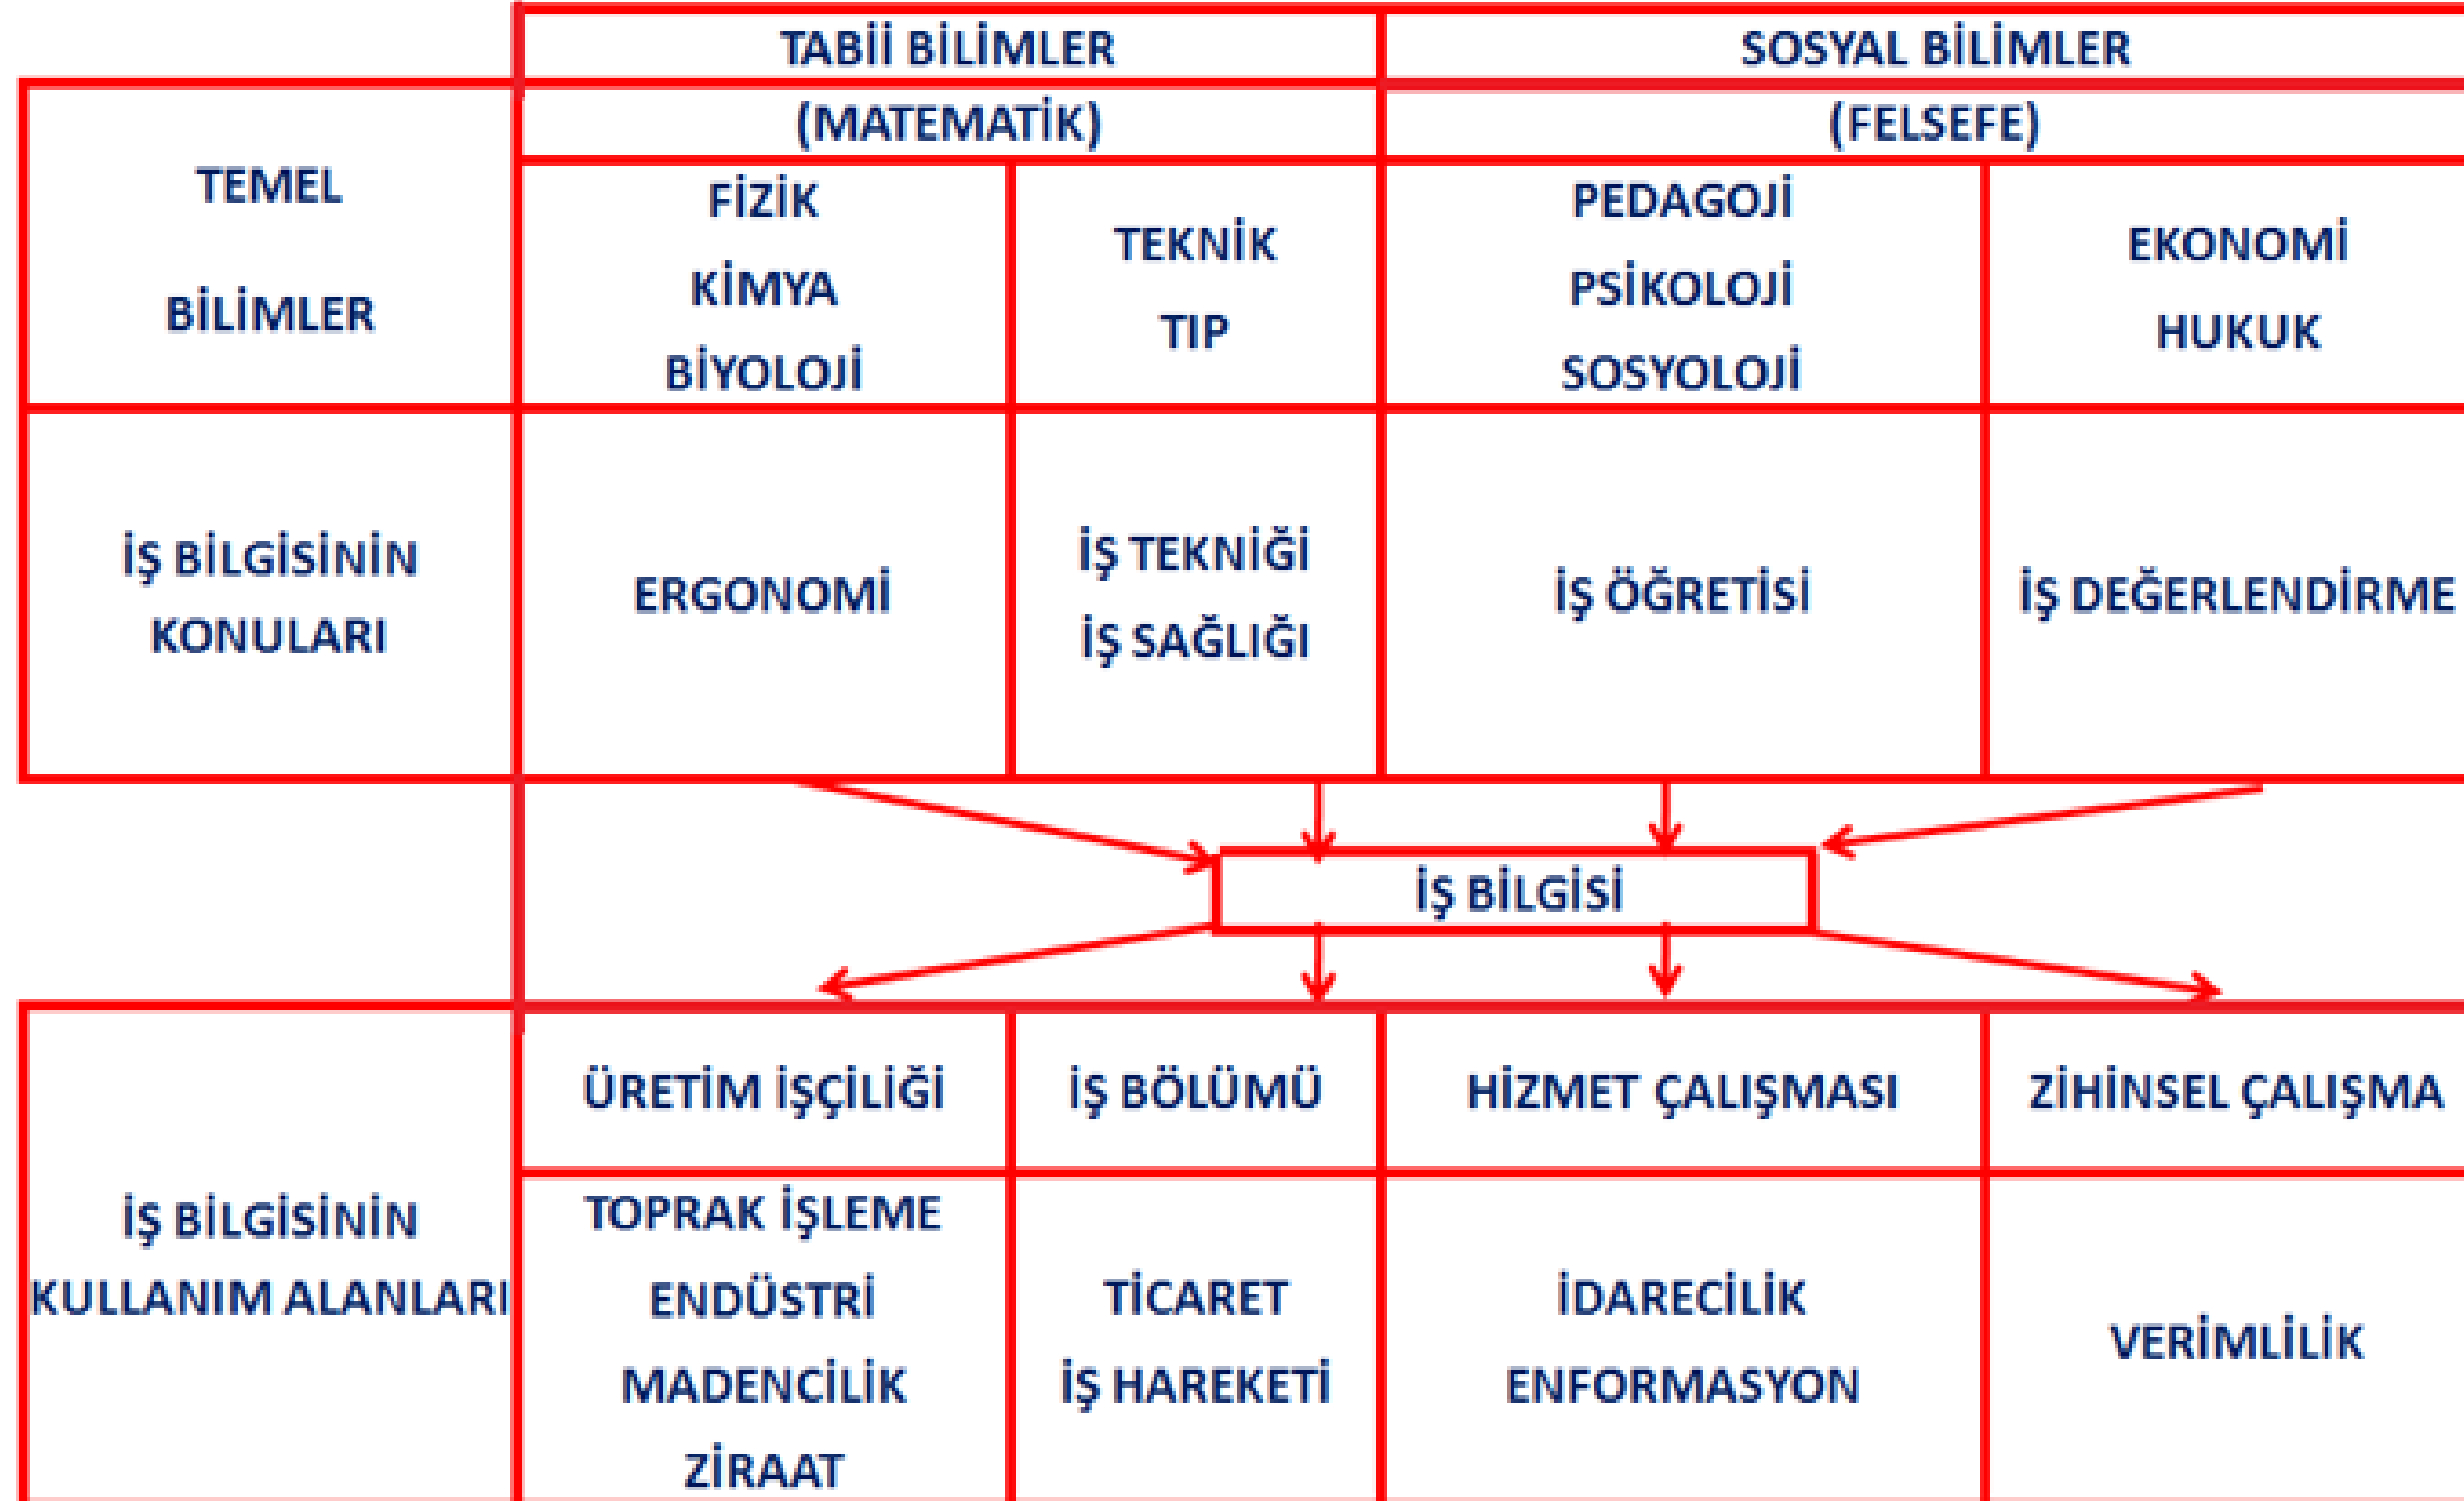 TABİİ BİLİMLER
SOSYAL BİLİMLER
TEMEL
BİLİMLER
(MATEMATİK)
(FELSEFE)
FİZİK
KİMYA
BİYOLOJİ
TEKNİK
TIP
PEDAGOJİ
PSİKOLOJİ
SOSYOLOJİ
EKONOMİ
HUKUK
İŞ BİLGİSİNİN
KONULARI
ERGONOMİ
İŞ TEKNİĞİ
İŞ SAĞLIĞI
İŞ ÖĞRETİSİ
İŞ DEĞERLENDİRME
İŞ BİLGİSİ
İŞ BİLGİSİNİN
KULLANIM ALANLARI
ÜRETİM İŞÇİLİĞİ
İŞ BÖLÜMÜ
HİZMET ÇALIŞMASI
ZİHİNSEL ÇALIŞMA
TOPRAK İŞLEME
ENDÜSTRİ
MADENCİLİK
ZİRAAT
TİCARET
İŞ HAREKETİ
İDARECİLİK
ENFORMASYON
VERİMLİLİK